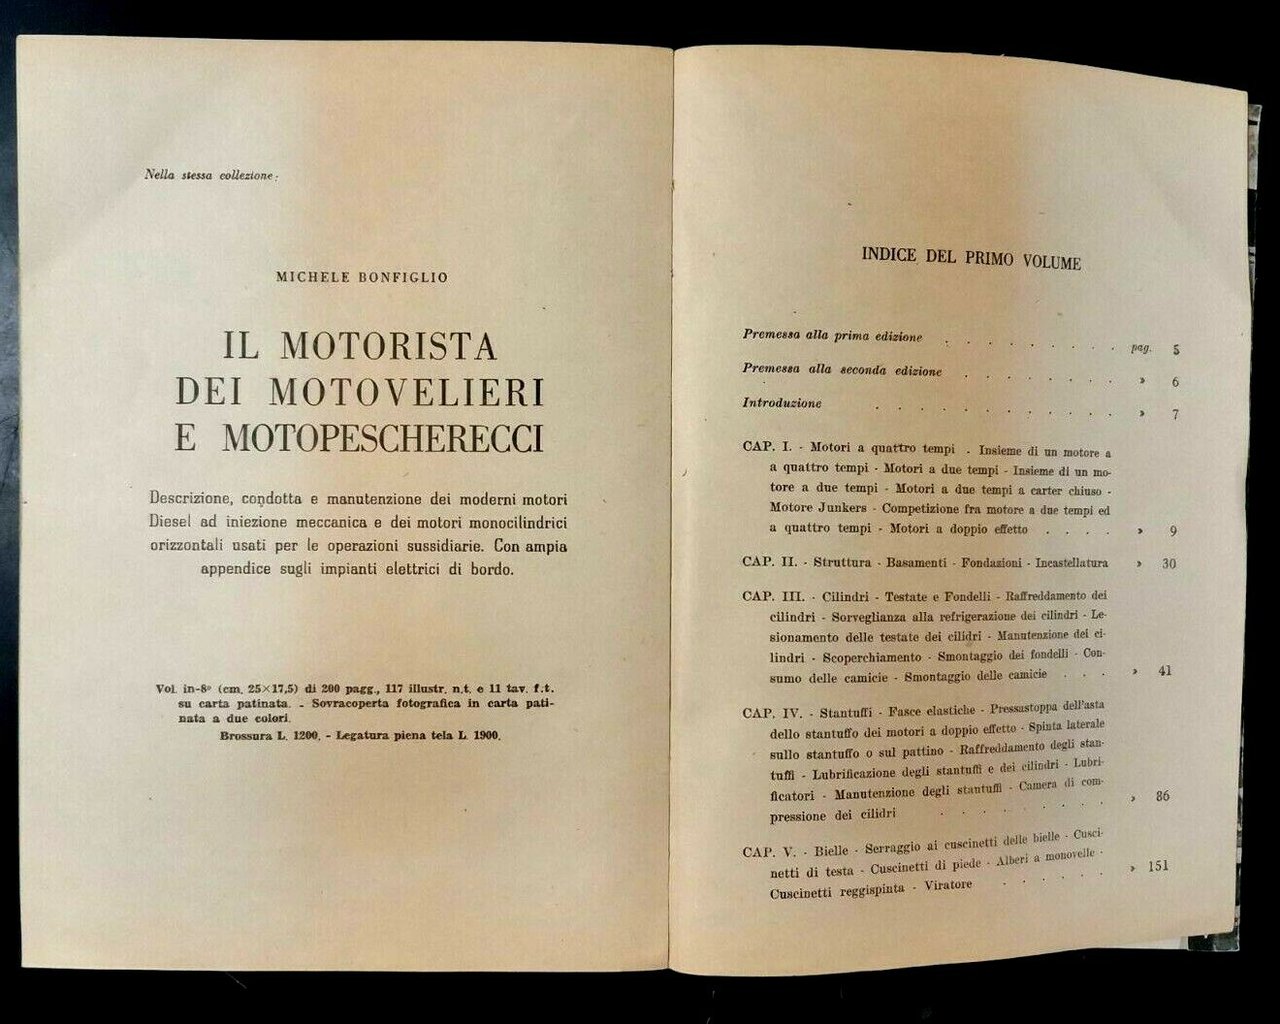 Nella stessa collezione:
MICHELE BONFIGLIO
IL MOTORISTA
DEI MOTOVELIERI
E MOTOPESCHERECCI
Descrizione, condotta e manutenzione dei moderni motori
Diesel ad iniezione meccanica e dei motori monocilindrici
orizzontali usati per le operazioni sussidiarie. Con ampia
appendice sugli impianti elettrici di bordo.
Vol. in-8º (cm. 25×17,5) di 200 pagg., 117 illustr. n.t. e 11 tav. f.t.
su carta patinata. - Sovracoperta fotografica in carta pati-
nata a due colori.
Brossura L. 1200. - Legatura piena tela L. 1900.
INDICE DEL PRIMO VOLUME
Premessa alla prima edizione . . . . . . . . . pag. 5
Premessa alla seconda edizione . . . . . . . . » 6
Introduzione . . . . . . . . . . . . » 7
CAP. I. - Motori a quattro tempi - Insieme di un motore a
a quattro tempi - Motori a due tempi - Insieme di un mo-
tore a due tempi - Motori a due tempi a carter chiuso -
Motore Junkers - Competizione fra motore a due tempi ed
a quattro tempi - Motori a doppio effetto . . . . » 9
CAP. II. - Struttura - Basamenti - Fondazioni - Incastellatura » 30
CAP. III. - Cilindri - Testate e Fondelli - Raffreddamento dei
cilindri - Sorveglianza alla refrigerazione dei cilindri - Le-
sionamento delle testate dei cilidri - Manutenzione dei ci-
lindri - Scoperchiamento - Smontaggio dei fondelli - Con-
sumo delle camicie - Smontaggio delle camicie . . . » 41
CAP. IV. - Stantuffi - Fasce elastiche - Pressastoppa dell'asta
dello stantuffo dei motori a doppio effetto - Spinta laterale
sullo stantuffo o sul pattino - Raffreddamento degli stan-
tuffi - Lubrificazione degli stantuffi e dei cilindri - Lubri-
ficatori - Manutenzione degli stantuffi - Camera di com-
pressione dei cilidri . . . . . . . . . » 86
CAP. V. - Bielle - Serraggio ai cuscinetti delle bielle - Cusci-
netti di testa - Cuscinetti di piede - Alberi a monovelle -
Cuscinetti reggispinta - Viratore . . . . . . » 151